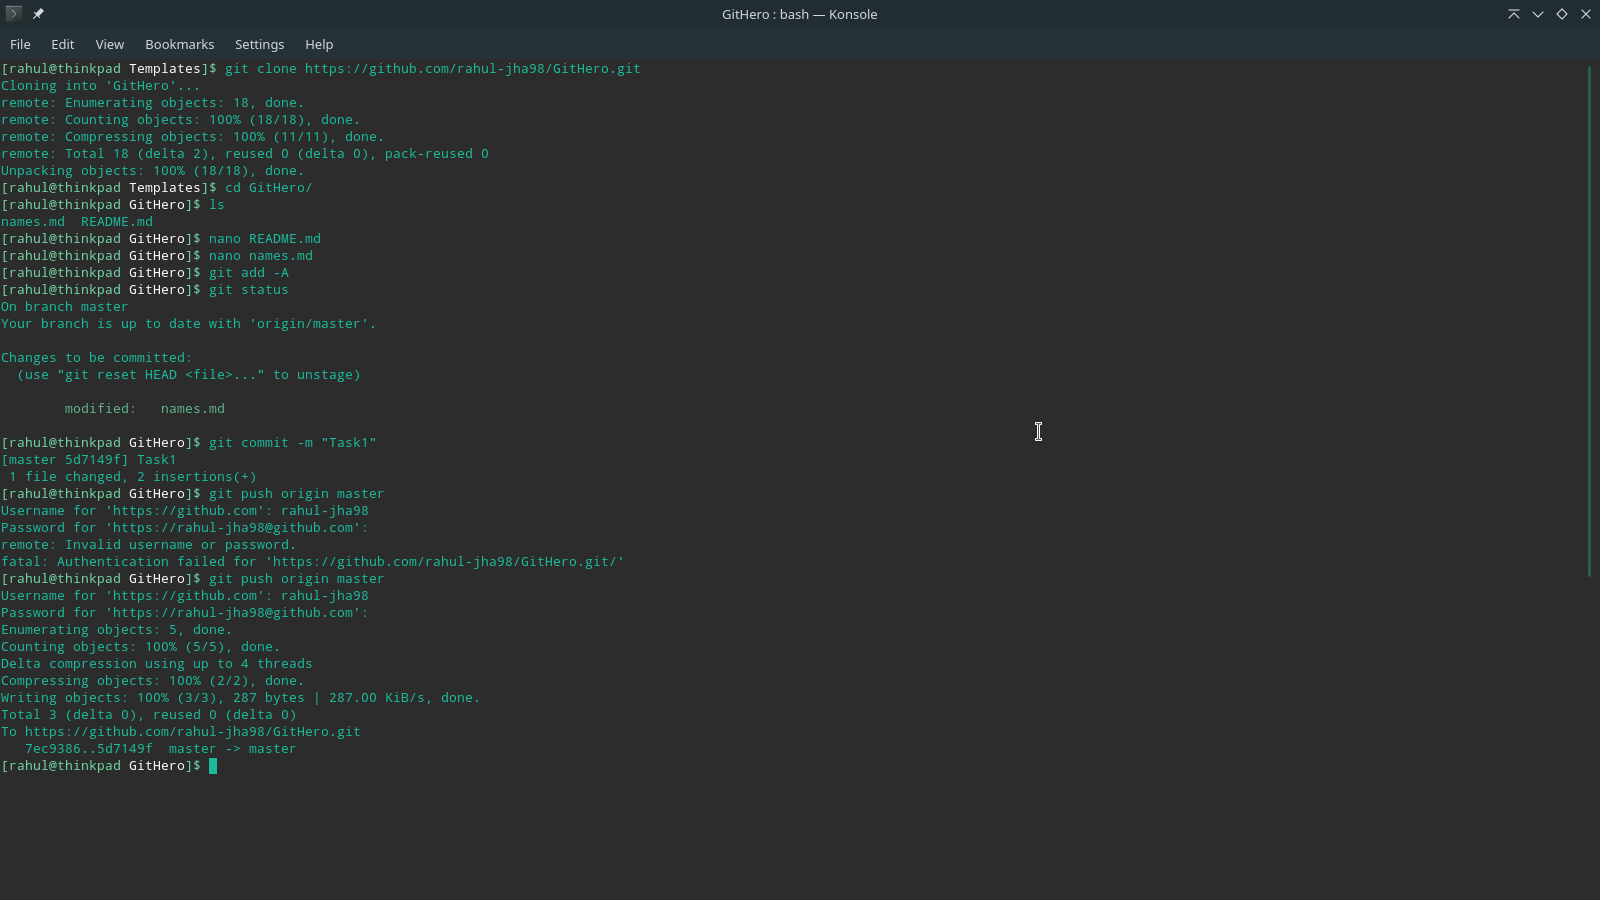 GitHero : bash — Konsole
File Edit View Bookmarks Settings Help
[rahul@thinkpad Templates]$ git clone https://github.com/rahul-jha98/GitHero.git
Cloning into 'GitHero'...
remote: Enumerating objects: 18, done.
remote: Counting objects: 100% (18/18), done.
remote: Compressing objects: 100% (11/11), done.
remote: Total 18 (delta 2), reused 0 (delta 0), pack-reused 0
Unpacking objects: 100% (18/18), done.
[rahul@thinkpad Templates]$ cd GitHero/
[rahul@thinkpad GitHero]$ ls
names.md  README.md
[rahul@thinkpad GitHero]$ nano README.md
[rahul@thinkpad GitHero]$ nano names.md
[rahul@thinkpad GitHero]$ git add -A
[rahul@thinkpad GitHero]$ git status
On branch master
Your branch is up to date with 'origin/master'.
Changes to be committed:
  (use "git reset HEAD <file>..." to unstage)
        modified:   names.md
[rahul@thinkpad GitHero]$ git commit -m "Task1"
[master 5d7149f] Task1
 1 file changed, 2 insertions(+)
[rahul@thinkpad GitHero]$ git push origin master
Username for 'https://github.com': rahul-jha98
Password for 'https://rahul-jha98@github.com':
remote: Invalid username or password.
fatal: Authentication failed for 'https://github.com/rahul-jha98/GitHero.git/'
[rahul@thinkpad GitHero]$ git push origin master
Username for 'https://github.com': rahul-jha98
Password for 'https://rahul-jha98@github.com':
Enumerating objects: 5, done.
Counting objects: 100% (5/5), done.
Delta compression using up to 4 threads
Compressing objects: 100% (2/2), done.
Writing objects: 100% (3/3), 287 bytes | 287.00 KiB/s, done.
Total 3 (delta 0), reused 0 (delta 0)
To https://github.com/rahul-jha98/GitHero.git
   7ec9386..5d7149f  master -> master
[rahul@thinkpad GitHero]$